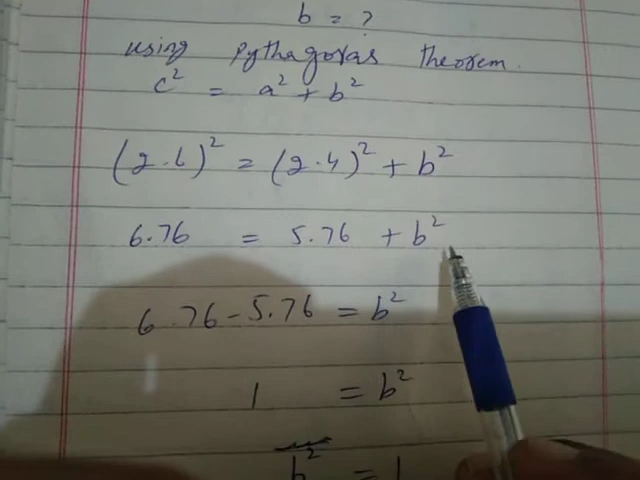 b = ?
using pythagoras theorem.
c² = a² + b²
(2.6)² = (2.4)² + b²
6.76 = 5.76 + b²
6.76 - 5.76 = b²
1 = b²
b² = 1